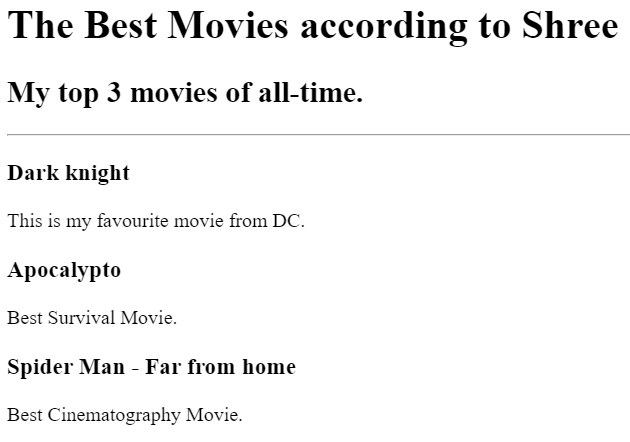 The Best Movies according to Shree
My top 3 movies of all-time.
Dark knight
This is my favourite movie from DC.
Apocalypto
Best Survival Movie.
Spider Man - Far from home
Best Cinematography Movie.